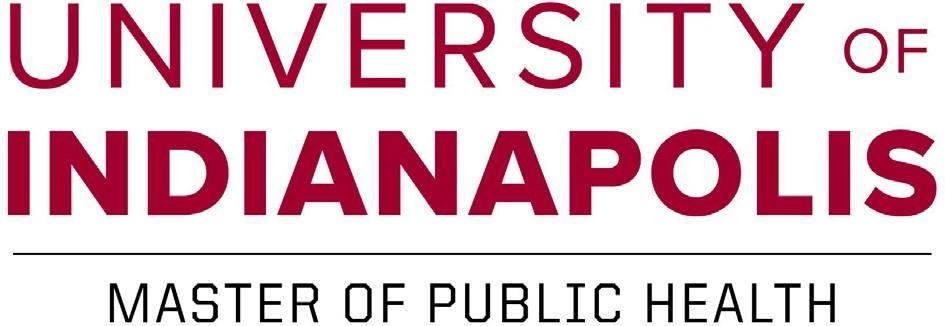 UNIVERSITY OF
INDIANAPOLIS
MASTER OF PUBLIC HEALTH